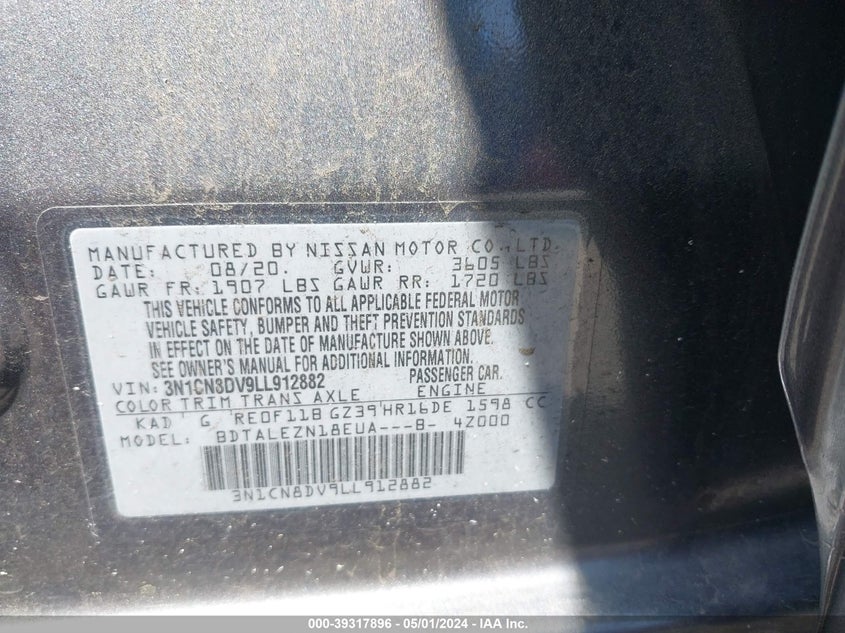 MANUFACTURED BY NISSAN MOTOR CO., LTD.
DATE: 08/20. GVWR: 3605 LBS
GAWR FR: 1907 LBS GAWR RR: 1720 LBS
THIS VEHICLE CONFORMS TO ALL APPLICABLE FEDERAL MOTOR
VEHICLE SAFETY, BUMPER AND THEFT PREVENTION STANDARDS
IN EFFECT ON THE DATE OF MANUFACTURE SHOWN ABOVE.
SEE OWNER'S MANUAL FOR ADDITIONAL INFORMATION.
VIN: 3N1CN8DV9LL912882 PASSENGER CAR.
COLOR TRIM TRANS AXLE ENGINE
KAD G RE0F11B GZ39 HR16DE 1598 CC
MODEL: BDTALEZN18EUA---B- 4Z000
3N1CN8DV9LL912882
000-39317896 - 05/01/2024 - IAA Inc.